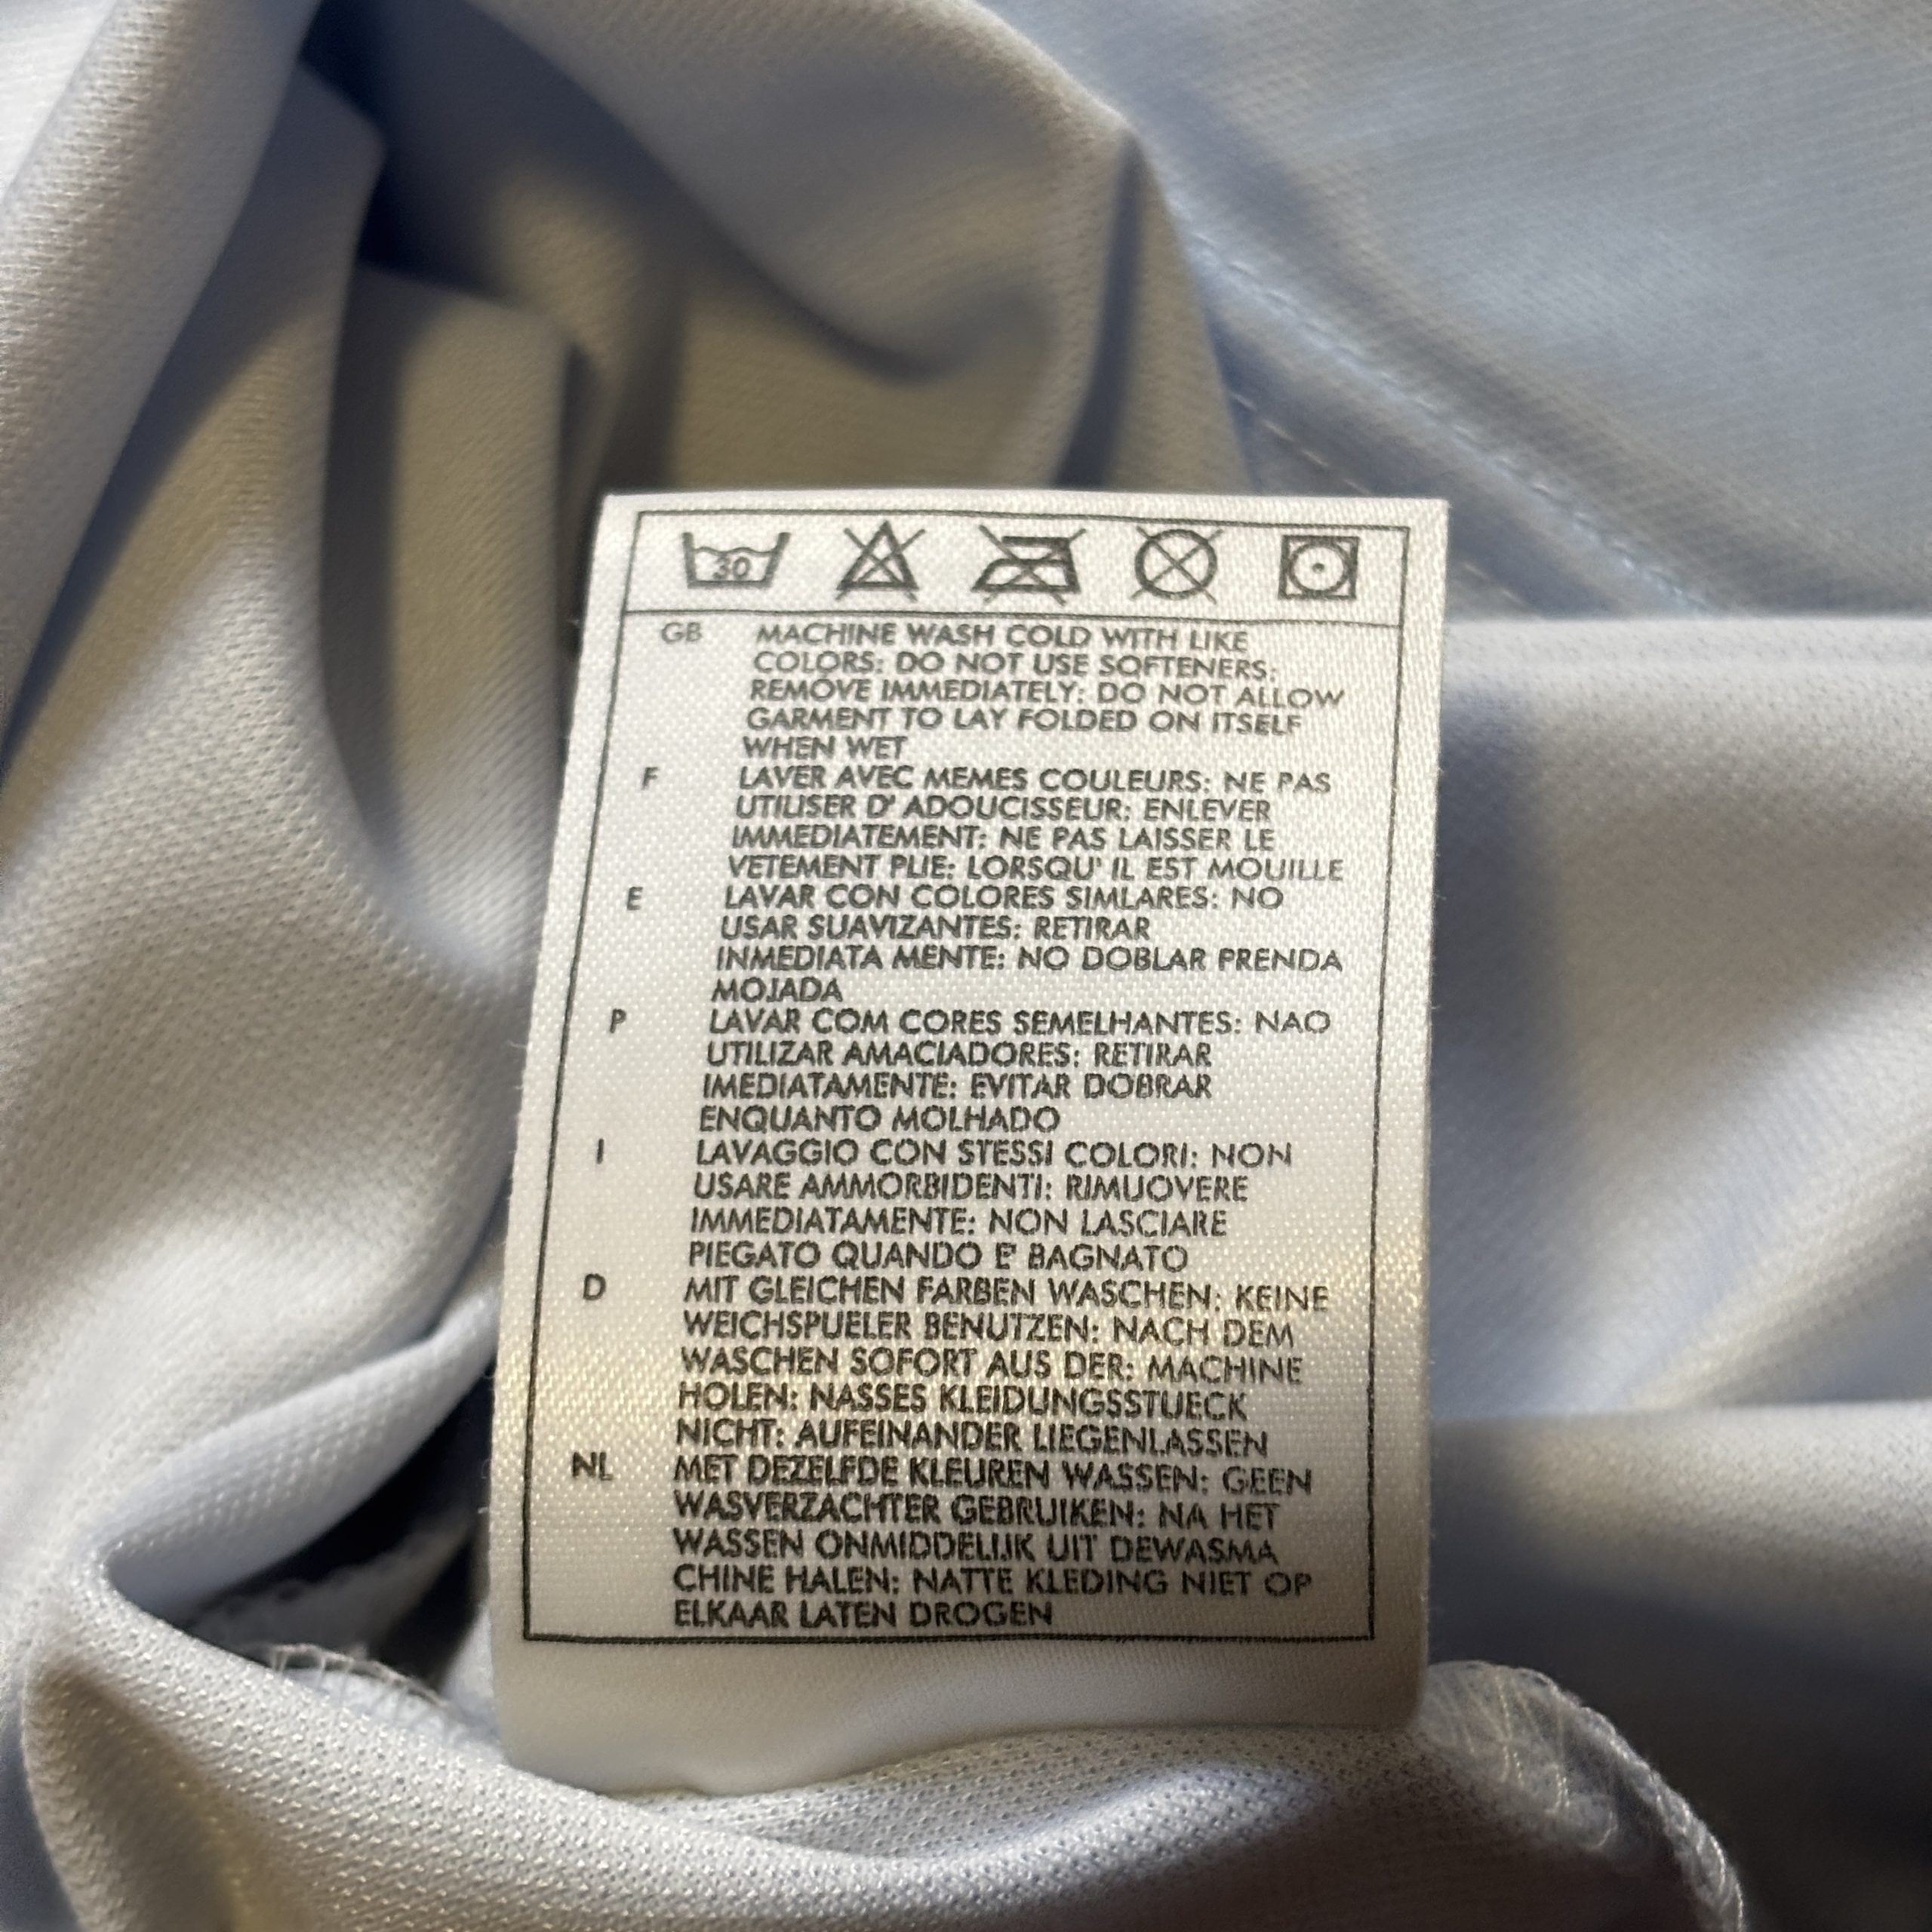 30
GB MACHINE WASH COLD WITH LIKE
COLORS: DO NOT USE SOFTENERS:
REMOVE IMMEDIATELY: DO NOT ALLOW
GARMENT TO LAY FOLDED ON ITSELF
WHEN WET
F LAVER AVEC MEMES COULEURS: NE PAS
UTILISER D' ADOUCISSEUR: ENLEVER
IMMEDIATEMENT: NE PAS LAISSER LE
VETEMENT PLIE: LORSQU' IL EST MOUILLE
E LAVAR CON COLORES SIMLARES: NO
USAR SUAVIZANTES: RETIRAR
INMEDIATA MENTE: NO DOBLAR PRENDA
MOJADA
P LAVAR COM CORES SEMELHANTES: NAO
UTILIZAR AMACIADORES: RETIRAR
IMEDIATAMENTE: EVITAR DOBRAR
ENQUANTO MOLHADO
I LAVAGGIO CON STESSI COLORI: NON
USARE AMMORBIDENTI: RIMUOVERE
IMMEDIATAMENTE: NON LASCIARE
PIEGATO QUANDO E' BAGNATO
D MIT GLEICHEN FARBEN WASCHEN: KEINE
WEICHSPUELER BENUTZEN: NACH DEM
WASCHEN SOFORT AUS DER: MACHINE
HOLEN: NASSES KLEIDUNGSSTUECK
NICHT: AUFEINANDER LIEGENLASSEN
NL MET DEZELFDE KLEUREN WASSEN: GEEN
WASVERZACHTER GEBRUIKEN: NA HET
WASSEN ONMIDDELIJK UIT DEWASMA
CHINE HALEN: NATTE KLEDING NIET OP
ELKAAR LATEN DROGEN